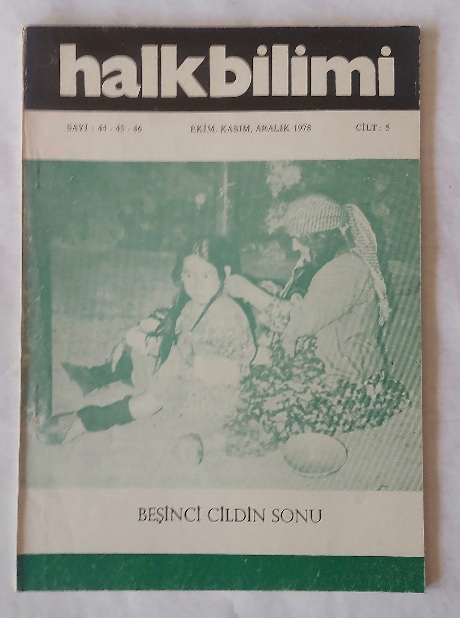 halkbilimi
SAYI : 44 - 45 - 46 EKİM, KASIM, ARALIK 1978 CİLT : 5
BEŞİNCİ CİLDİN SONU